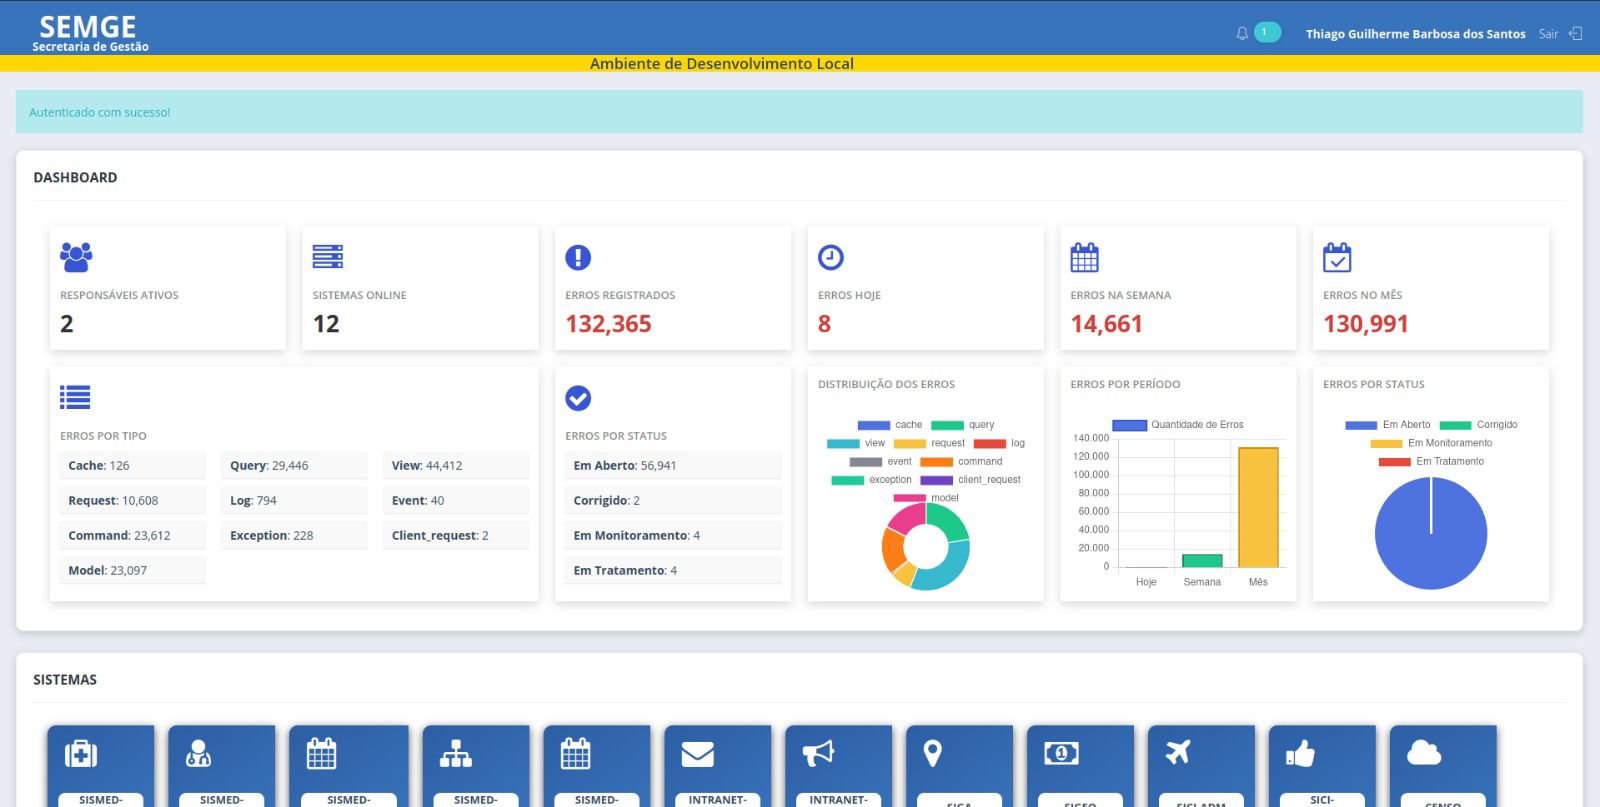 SEMGE
Secretaria de Gestão
1
Thiago Guilherme Barbosa dos Santos
Sair
Ambiente de Desenvolvimento Local
Autenticado com sucesso!
DASHBOARD
RESPONSÁVEIS ATIVOS
2
SISTEMAS ONLINE
12
ERROS REGISTRADOS
132,365
ERROS HOJE
8
ERROS NA SEMANA
14,661
ERROS NO MÊS
130,991
ERROS POR TIPO
Cache: 126
Query: 29,446
View: 44,412
Request: 10,608
Log: 794
Event: 40
Command: 23,612
Exception: 228
Client_request: 2
Model: 23,097
ERROS POR STATUS
Em Aberto: 56,941
Corrigido: 2
Em Monitoramento: 4
Em Tratamento: 4
DISTRIBUIÇÃO DOS ERROS
cache query
view request log
event command
exception client_request
model
ERROS POR PERÍODO
Quantidade de Erros
140.000
120.000
100.000
80.000
60.000
40.000
20.000
0
Hoje Semana Mês
ERROS POR STATUS
Em Aberto Corrigido
Em Monitoramento
Em Tratamento
SISTEMAS
1
SISMED-
SISMED-
SISMED-
SISMED-
SISMED-
INTRANET-
INTRANET-
SIGA
SIGEO
SICI ADM
SICI-
CENSO